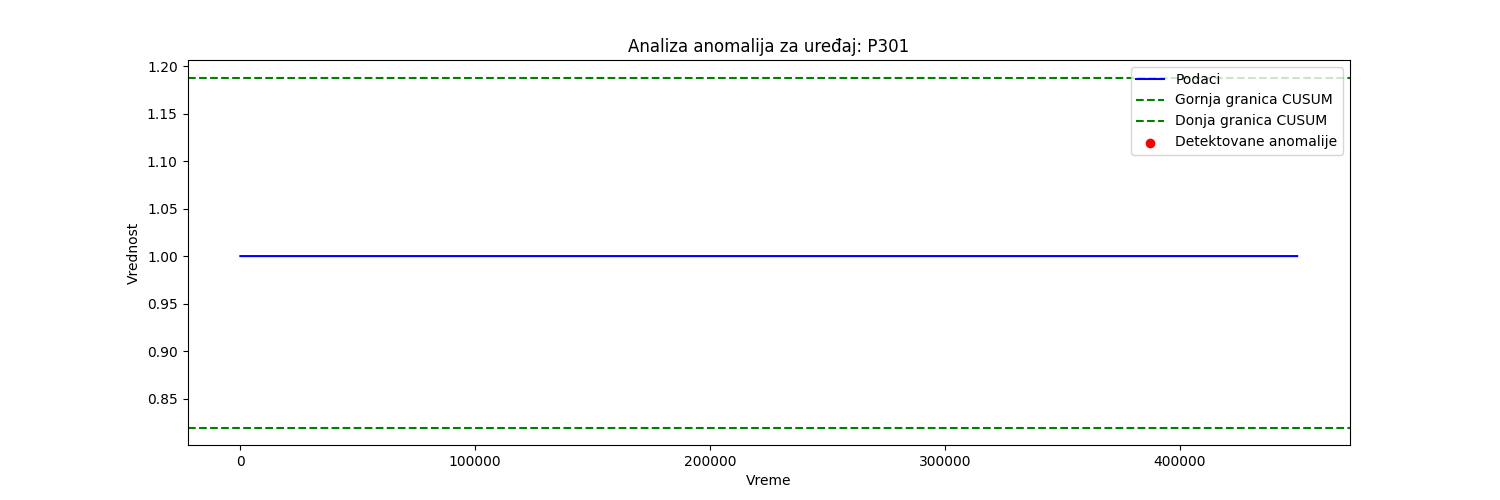 Analiza anomalija za uređaj: P301
Vrednost
1.20
1.15
1.10
1.05
1.00
0.95
0.90
0.85
Podaci
Gornja granica CUSUM
Donja granica CUSUM
Detektovane anomalije
0 100000 200000 300000 400000
Vreme